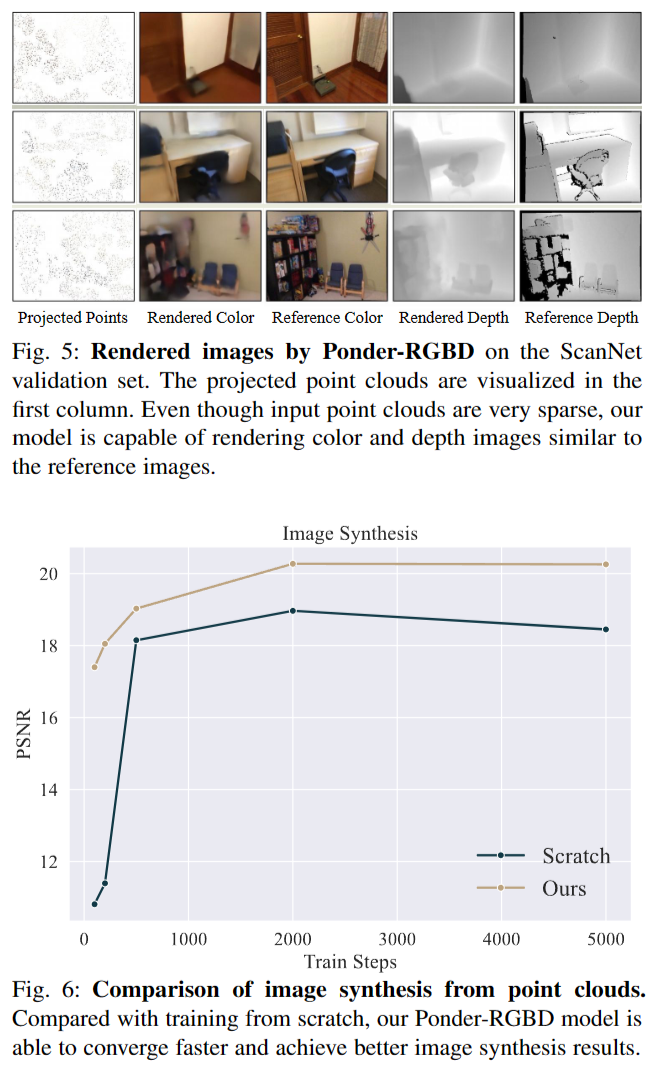 Projected Points Rendered Color Reference Color Rendered Depth Reference Depth
Fig. 5: Rendered images by Ponder-RGBD on the ScanNet
validation set. The projected point clouds are visualized in the
first column. Even though input point clouds are very sparse, our
model is capable of rendering color and depth images similar to
the reference images.
Image Synthesis
20
18
16
14
12
PSNR
Scratch
Ours
0 1000 2000 3000 4000 5000
Train Steps
Fig. 6: Comparison of image synthesis from point clouds.
Compared with training from scratch, our Ponder-RGBD model is
able to converge faster and achieve better image synthesis results.